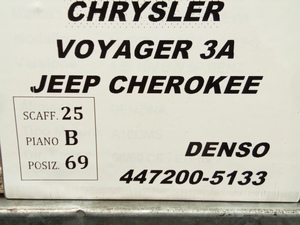 CHRYSLER
VOYAGER 3A
JEEP CHEROKEE
SCAFF. 25
PIANO B
POSIZ. 69
DENSO
447200-5133